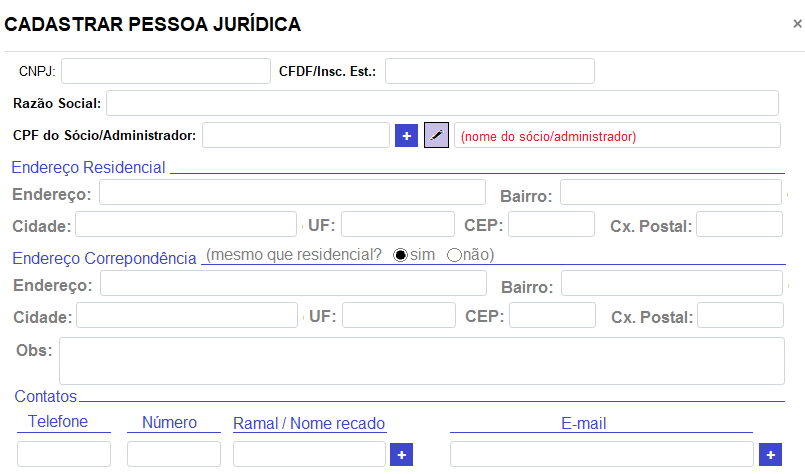 CADASTRAR PESSOA JURÍDICA ×
CNPJ: CFDF/Insc. Est.:
Razão Social:
CPF do Sócio/Administrador: + (nome do sócio/administrador)
Endereço Residencial
Endereço: Bairro:
Cidade: UF: CEP: Cx. Postal:
Endereço Correpondência (mesmo que residencial? sim não)
Endereço: Bairro:
Cidade: UF: CEP: Cx. Postal:
Obs:
Contatos
Telefone Número Ramal / Nome recado E-mail
+ +